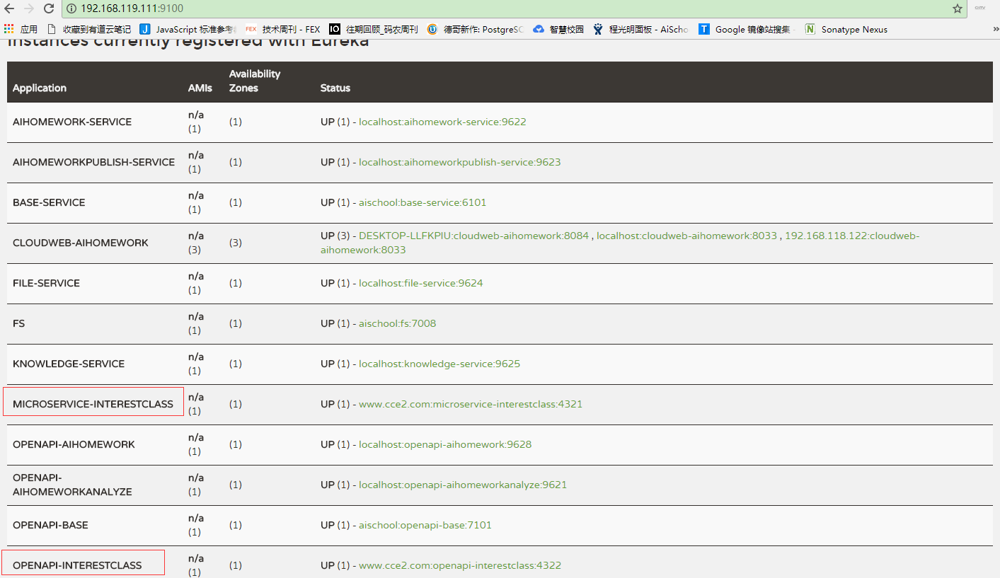 192.168.119.111:9100
应用 收藏到有道云笔记 JavaScript 标准参考 FEX 技术周刊 - FEX IO 往期回顾_码农周刊 德哥新作: PostgreSQ 智慧校园 程光明面板 - AiScho T Google 镜像站搜集 N Sonatype Nexus »
Instances currently registered with Eureka
Application AMIs Availability Zones Status
AIHOMEWORK-SERVICE n/a (1) (1) UP (1) - localhost:aihomework-service:9622
AIHOMEWORKPUBLISH-SERVICE n/a (1) (1) UP (1) - localhost:aihomeworkpublish-service:9623
BASE-SERVICE n/a (1) (1) UP (1) - aischool:base-service:6101
CLOUDWEB-AIHOMEWORK n/a (3) (3) UP (3) - DESKTOP-LLFKPIU:cloudweb-aihomework:8084 , localhost:cloudweb-aihomework:8033 , 192.168.118.122:cloudweb-
aihomework:8033
FILE-SERVICE n/a (1) (1) UP (1) - localhost:file-service:9624
FS n/a (1) (1) UP (1) - aischool:fs:7008
KNOWLEDGE-SERVICE n/a (1) (1) UP (1) - localhost:knowledge-service:9625
MICROSERVICE-INTERESTCLASS n/a (1) (1) UP (1) - www.cce2.com:microservice-interestclass:4321
OPENAPI-AIHOMEWORK n/a (1) (1) UP (1) - localhost:openapi-aihomework:9628
OPENAPI-
AIHOMEWORKANALYZE n/a (1) (1) UP (1) - localhost:openapi-aihomeworkanalyze:9621
OPENAPI-BASE n/a (1) (1) UP (1) - aischool:openapi-base:7101
OPENAPI-INTERESTCLASS n/a (1) (1) UP (1) - www.cce2.com:openapi-interestclass:4322